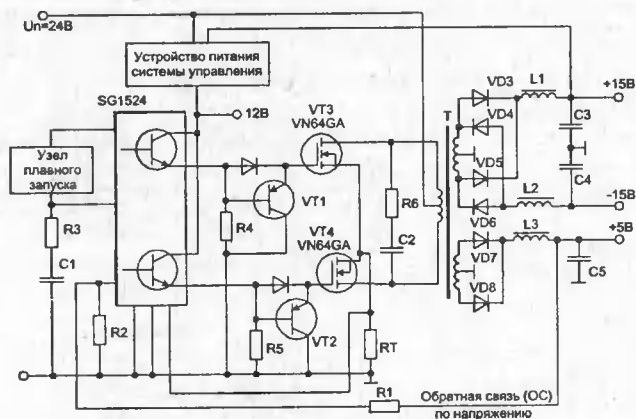 Uп=24В
Устройство питания
системы управления
SG1524
12В
VT3
VN64GA
VD3
L1
+15В
T
VD4
C3
Узел
плавного
запуска
VD5
C4
R4
VT1
R6
L2
-15В
VT4
VN64GA
VD6
L3
+5В
R3
C2
VD7
C1
VD8
C5
R2
VT2
R5
RT
R1
Обратная связь (ОС)
по напряжению